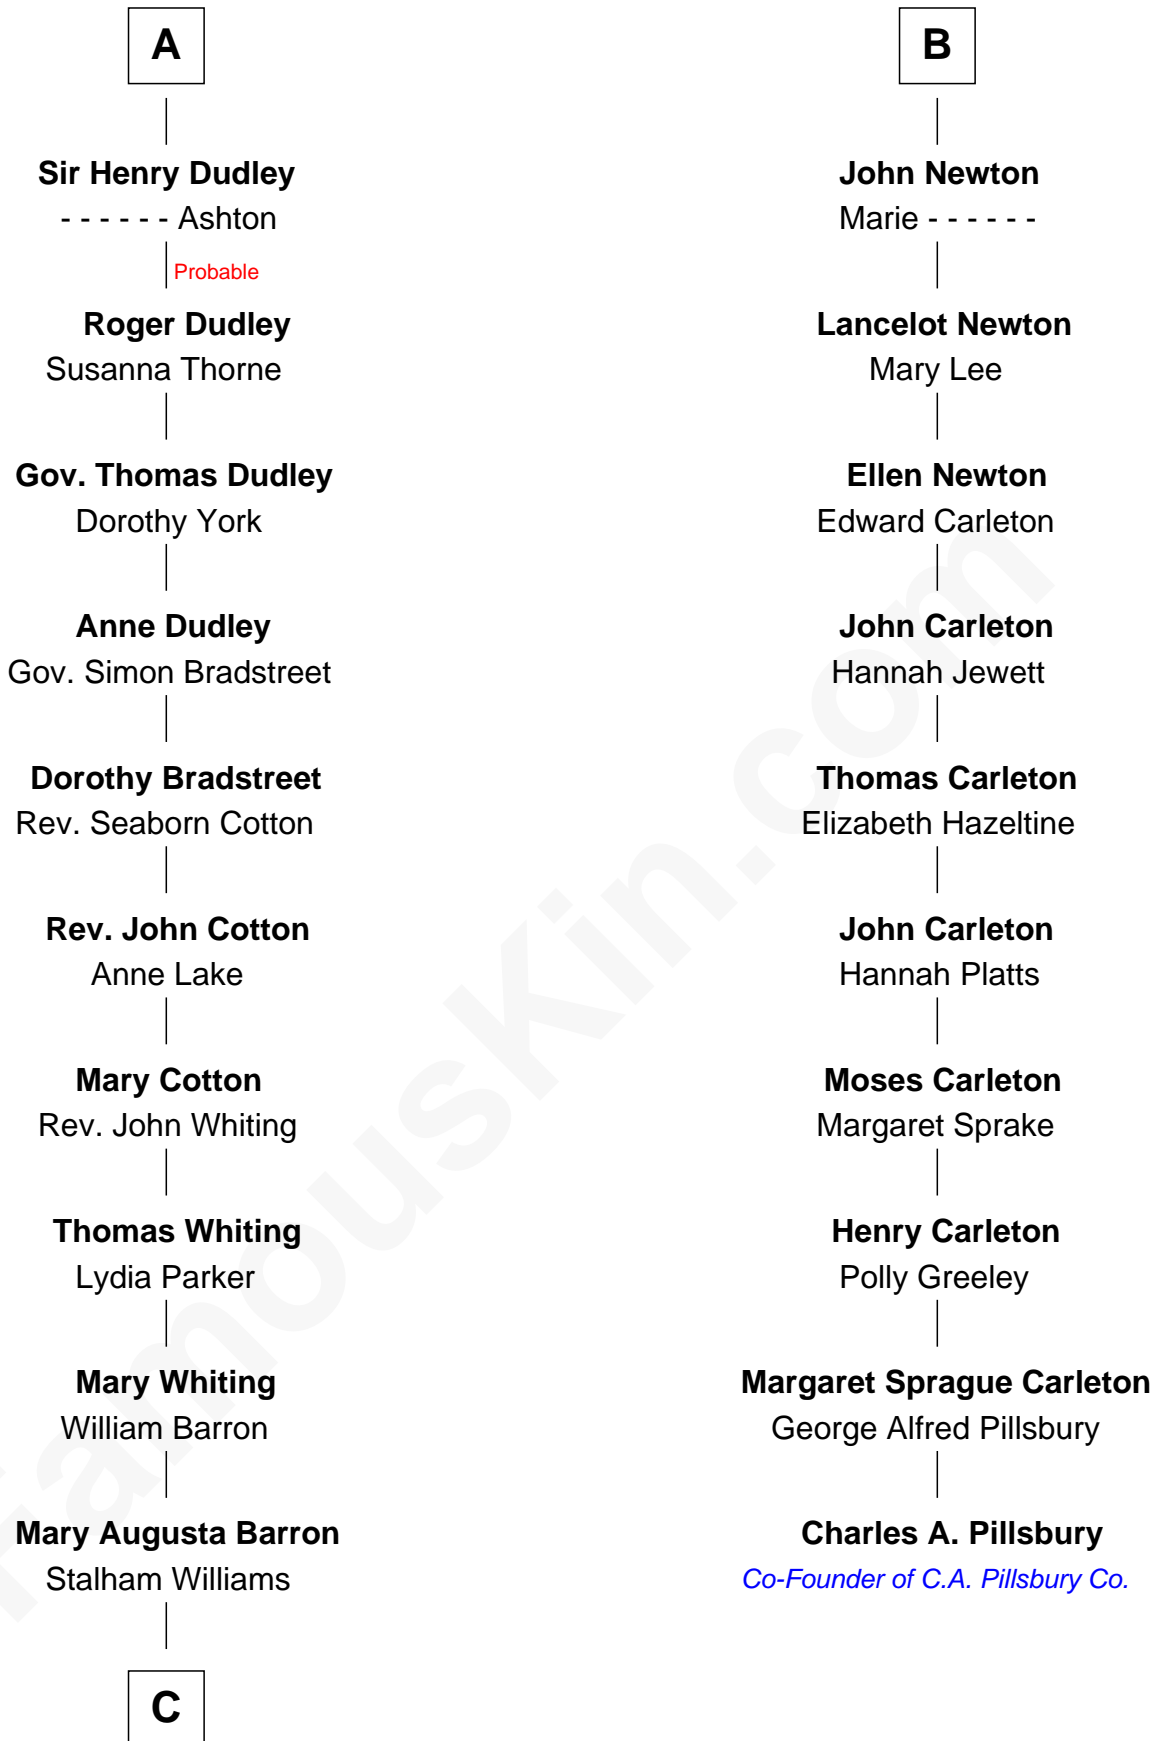 A
Sir Henry Dudley
- - - - - - Ashton
Probable
Roger Dudley
Susanna Thorne
Gov. Thomas Dudley
Dorothy York
Anne Dudley
Gov. Simon Bradstreet
Dorothy Bradstreet
Rev. Seaborn Cotton
Rev. John Cotton
Anne Lake
Mary Cotton
Rev. John Whiting
Thomas Whiting
Lydia Parker
Mary Whiting
William Barron
Mary Augusta Barron
Stalham Williams
C
B
John Newton
Marie - - - - - -
Lancelot Newton
Mary Lee
Ellen Newton
Edward Carleton
John Carleton
Hannah Jewett
Thomas Carleton
Elizabeth Hazeltine
John Carleton
Hannah Platts
Moses Carleton
Margaret Sprake
Henry Carleton
Polly Greeley
Margaret Sprague Carleton
George Alfred Pillsbury
Charles A. Pillsbury
Co-Founder of C.A. Pillsbury Co.
FamousKin.com